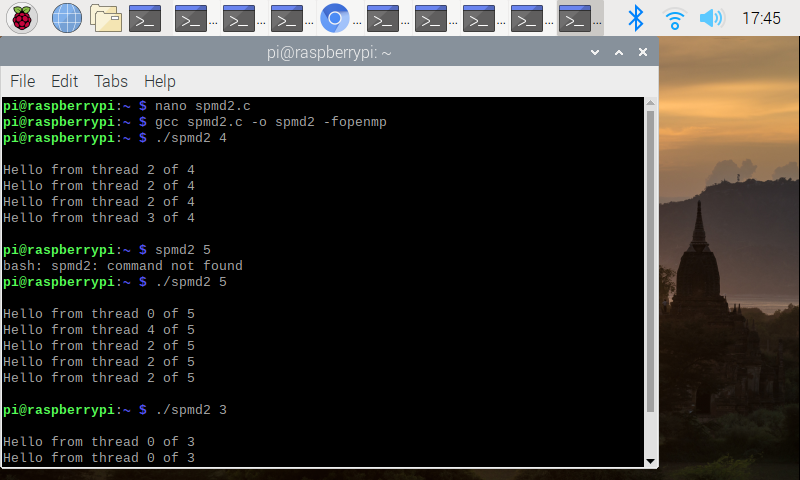 17:45
pi@raspberrypi: ~
File Edit Tabs Help
pi@raspberrypi:~ $ nano spmd2.c
pi@raspberrypi:~ $ gcc spmd2.c -o spmd2 -fopenmp
pi@raspberrypi:~ $ ./spmd2 4
Hello from thread 2 of 4
Hello from thread 2 of 4
Hello from thread 2 of 4
Hello from thread 3 of 4
pi@raspberrypi:~ $ spmd2 5
bash: spmd2: command not found
pi@raspberrypi:~ $ ./spmd2 5
Hello from thread 0 of 5
Hello from thread 4 of 5
Hello from thread 2 of 5
Hello from thread 2 of 5
Hello from thread 2 of 5
pi@raspberrypi:~ $ ./spmd2 3
Hello from thread 0 of 3
Hello from thread 0 of 3